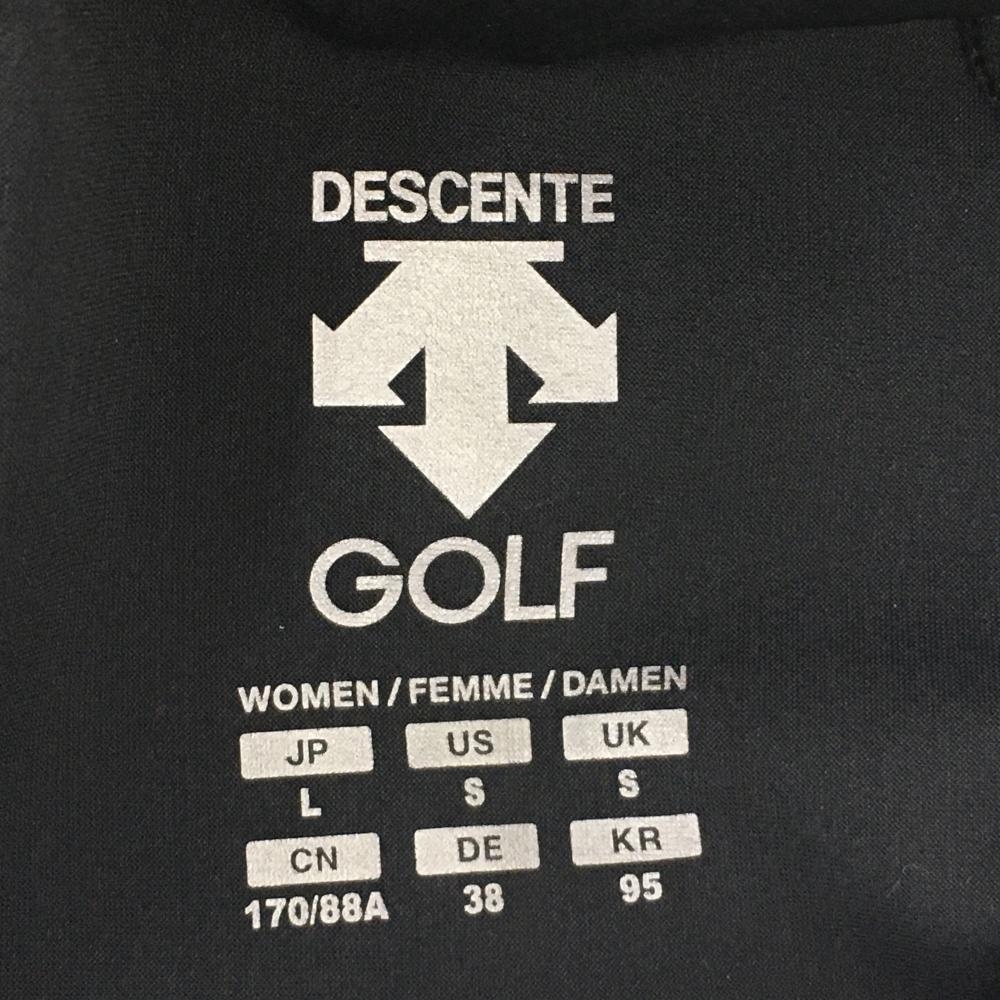 DESCENTE
GOLF
WOMEN / FEMME / DAMEN
JP US UK
L S S
CN DE KR
170/88A 38 95